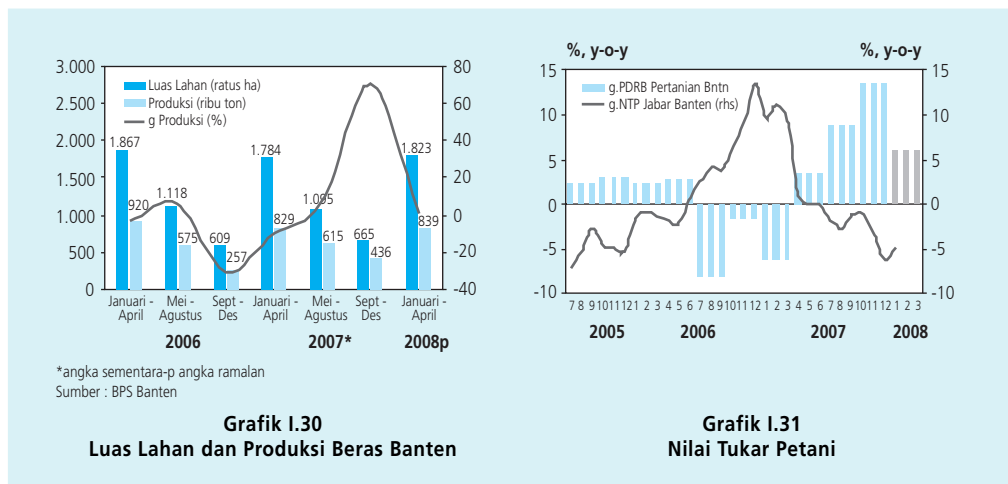 3.000
2.500
2.000
1.500
1.000
500
0
80
60
40
20
0
-20
-40
Luas Lahan (ratus ha)
Produksi (ribu ton)
g Produksi (%)
1.867
920
1.118
575
609
257
1.784
829
1.095
615
665
436
1.823
839
Januari - April
Mei - Agustus
Sept - Des
Januari - April
Mei - Agustus
Sept - Des
Januari - April
2006
2007*
2008p
*angka sementara-p angka ramalan
Sumber : BPS Banten
Grafik I.30
Luas Lahan dan Produksi Beras Banten
%, y-o-y
%, y-o-y
15
10
5
0
-5
-10
15
10
5
0
-5
-10
g.PDRB Pertanian Bntn
g.NTP Jabar Banten (rhs)
7 8 9 10 11 12 1 2 3 4 5 6 7 8 9 10 11 12 1 2 3 4 5 6 7 8 9 10 11 12 1 2 3
2005
2006
2007
2008
Grafik I.31
Nilai Tukar Petani